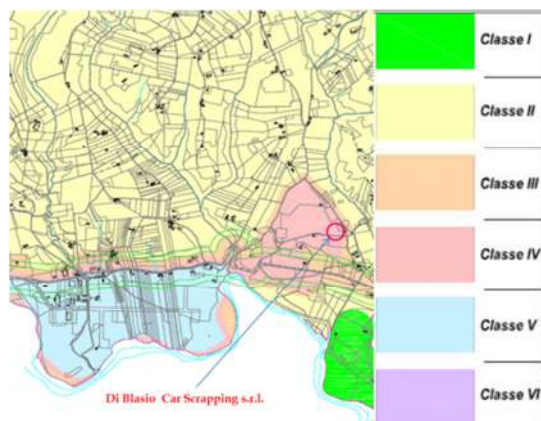 Classe I
Classe II
Classe III
Classe IV
Classe V
Classe VI
Di Blasio Car Scrapping s.r.l.